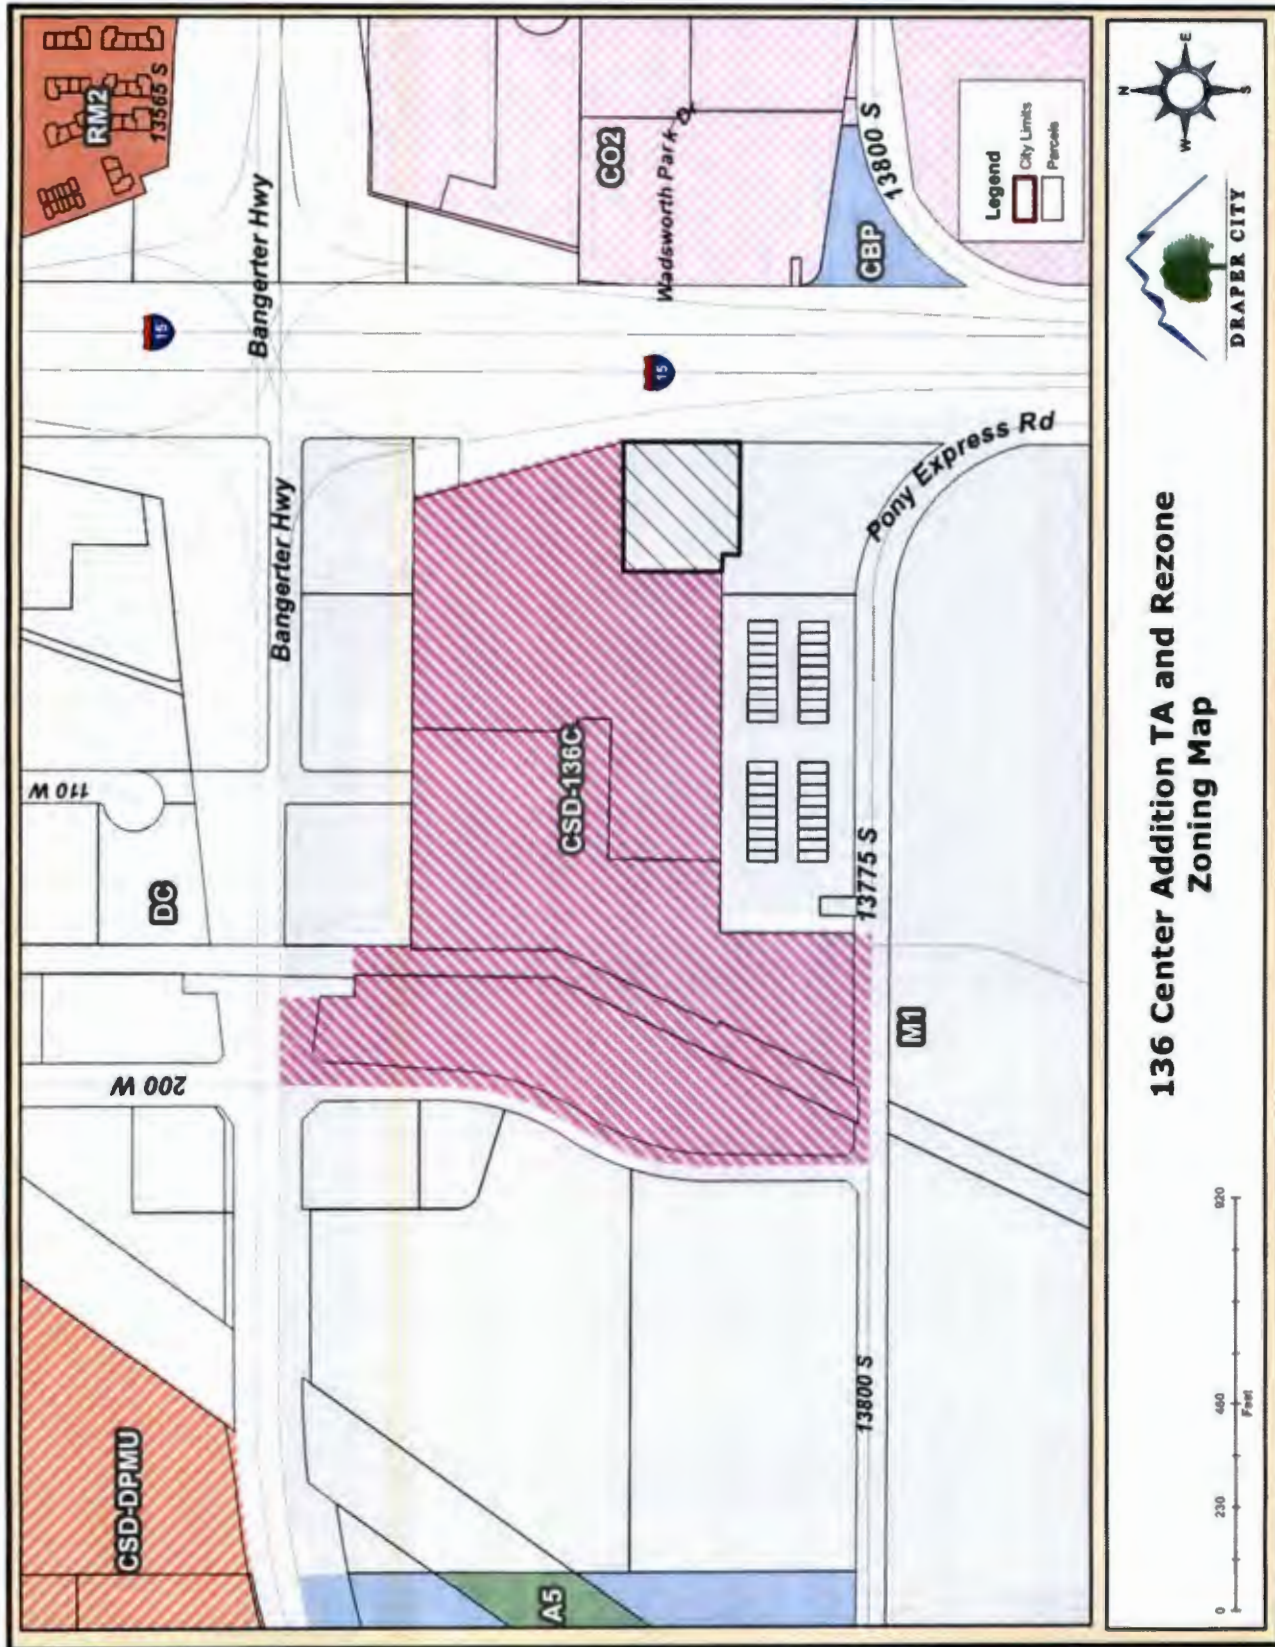 RM2
13565 S
Bangerter Hwy
15
CO2
Wadsworth Park
13800 S
CBP
Legend
City Limits
Parcels
N
E
S
W
DRAPER CITY
15
Bangerter Hwy
Pony Express Rd
110 W
DC
CSD-136C
13775 S
M1
200 W
CSD-DPMU
A5
13800 S
136 Center Addition TA and Rezone
Zoning Map
0 230 460 920
Feet